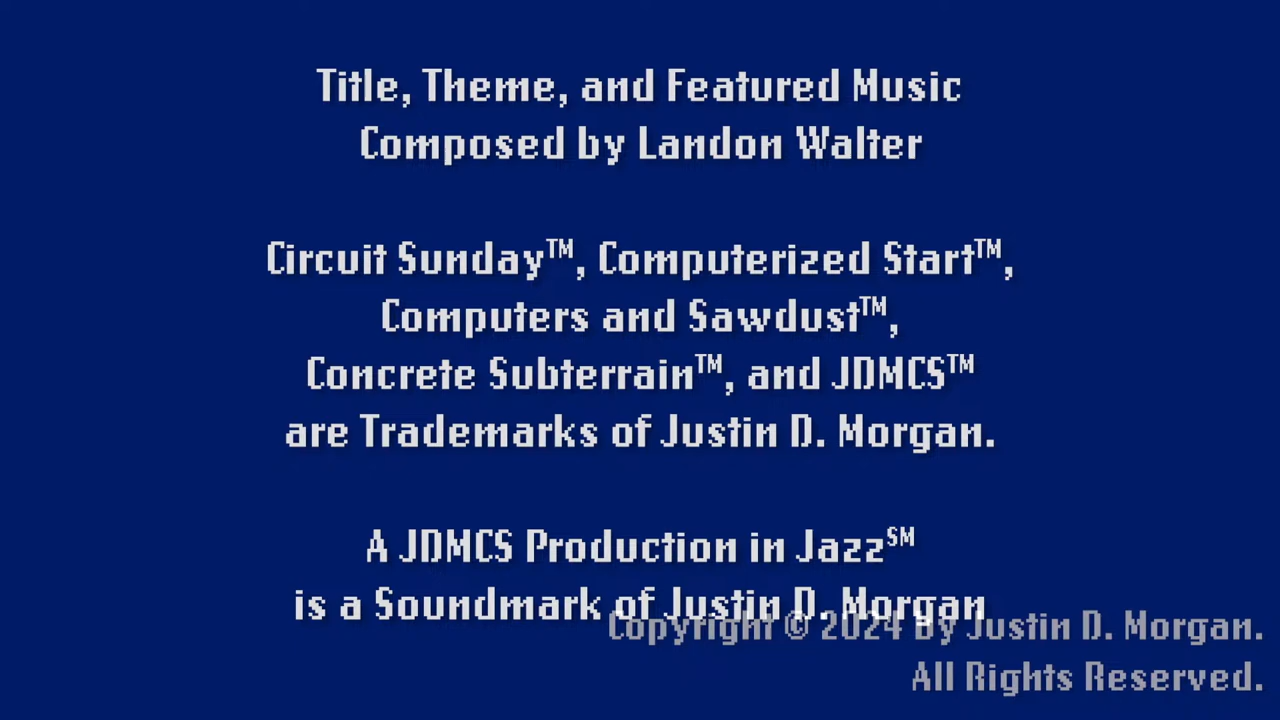 Title, Theme, and Featured Music
Composed by Landon Walter
Circuit Sunday™, Computerized Start™,
Computers and Sawdust™,
Concrete Subterrain™, and JDMCS™
are Trademarks of Justin D. Morgan.
A JDMCS Production in Jazz℠
is a Soundmark of Justin D. Morgan
Copyright © 2024 By Justin D. Morgan.
All Rights Reserved.